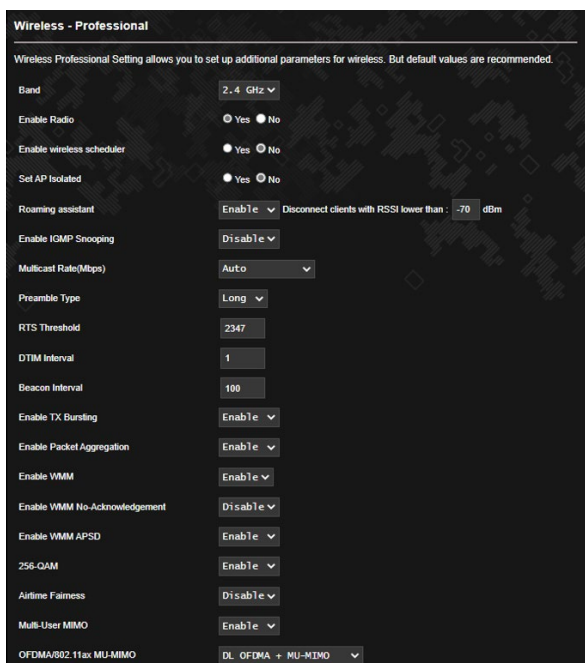 Wireless - Professional
Wireless Professional Setting allows you to set up additional parameters for wireless. But default values are recommended.
Band 2.4 GHz
Enable Radio Yes No
Enable wireless scheduler Yes No
Set AP Isolated Yes No
Roaming assistant Enable Disconnect clients with RSSI lower than : -70 dBm
Enable IGMP Snooping Disable
Multicast Rate(Mbps) Auto
Preamble Type Long
RTS Threshold 2347
DTIM Interval 1
Beacon Interval 100
Enable TX Bursting Enable
Enable Packet Aggregation Enable
Enable WMM Enable
Enable WMM No-Acknowledgement Disable
Enable WMM APSD Enable
256-QAM Enable
Airtime Fairness Disable
Multi-User MIMO Enable
OFDMA/802.11ax MU-MIMO DL OFDMA + MU-MIMO